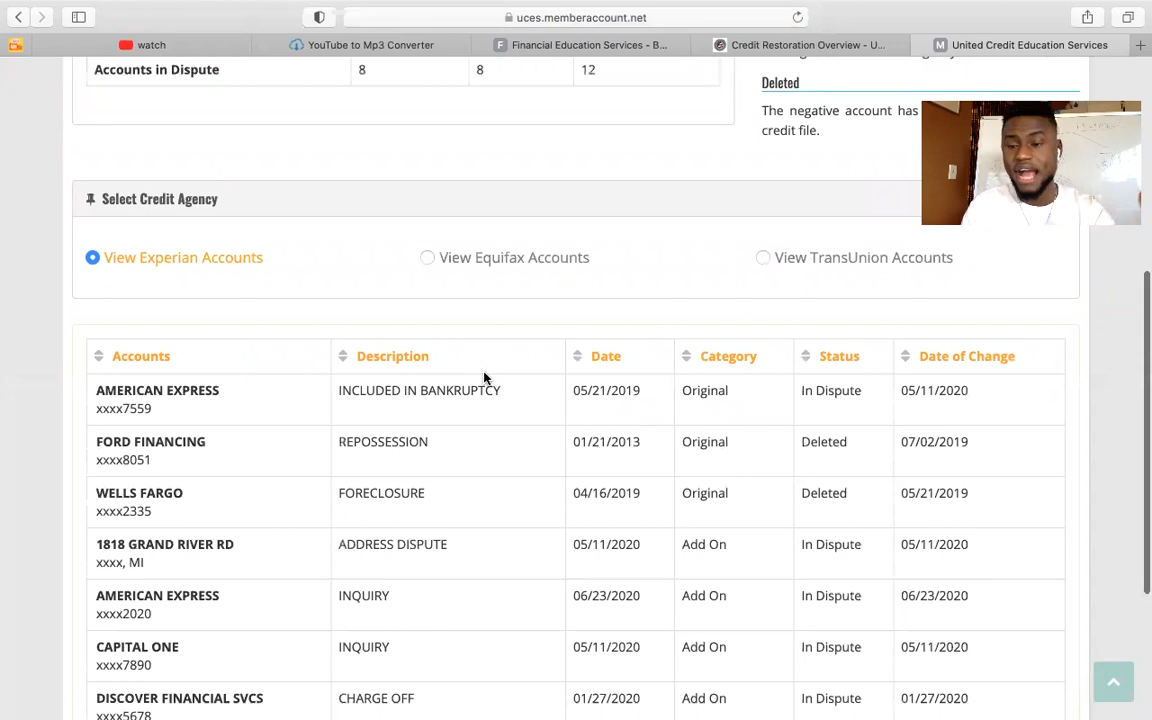 uces.memberaccount.net
watch
YouTube to Mp3 Converter
Financial Education Services - B...
Credit Restoration Overview - U...
United Credit Education Services
Accounts in Dispute 8 8 12
Deleted
The negative account has
credit file.
Select Credit Agency
View Experian Accounts View Equifax Accounts View TransUnion Accounts
Accounts Description Date Category Status Date of Change
AMERICAN EXPRESS INCLUDED IN BANKRUPTCY 05/21/2019 Original In Dispute 05/11/2020
xxxx7559
FORD FINANCING REPOSSESSION 01/21/2013 Original Deleted 07/02/2019
xxxx8051
WELLS FARGO FORECLOSURE 04/16/2019 Original Deleted 05/21/2019
xxxx2335
1818 GRAND RIVER RD ADDRESS DISPUTE 05/11/2020 Add On In Dispute 05/11/2020
xxxx, MI
AMERICAN EXPRESS INQUIRY 06/23/2020 Add On In Dispute 06/23/2020
xxxx2020
CAPITAL ONE INQUIRY 05/11/2020 Add On In Dispute 05/11/2020
xxxx7890
DISCOVER FINANCIAL SVCS CHARGE OFF 01/27/2020 Add On In Dispute 01/27/2020
xxxx5678